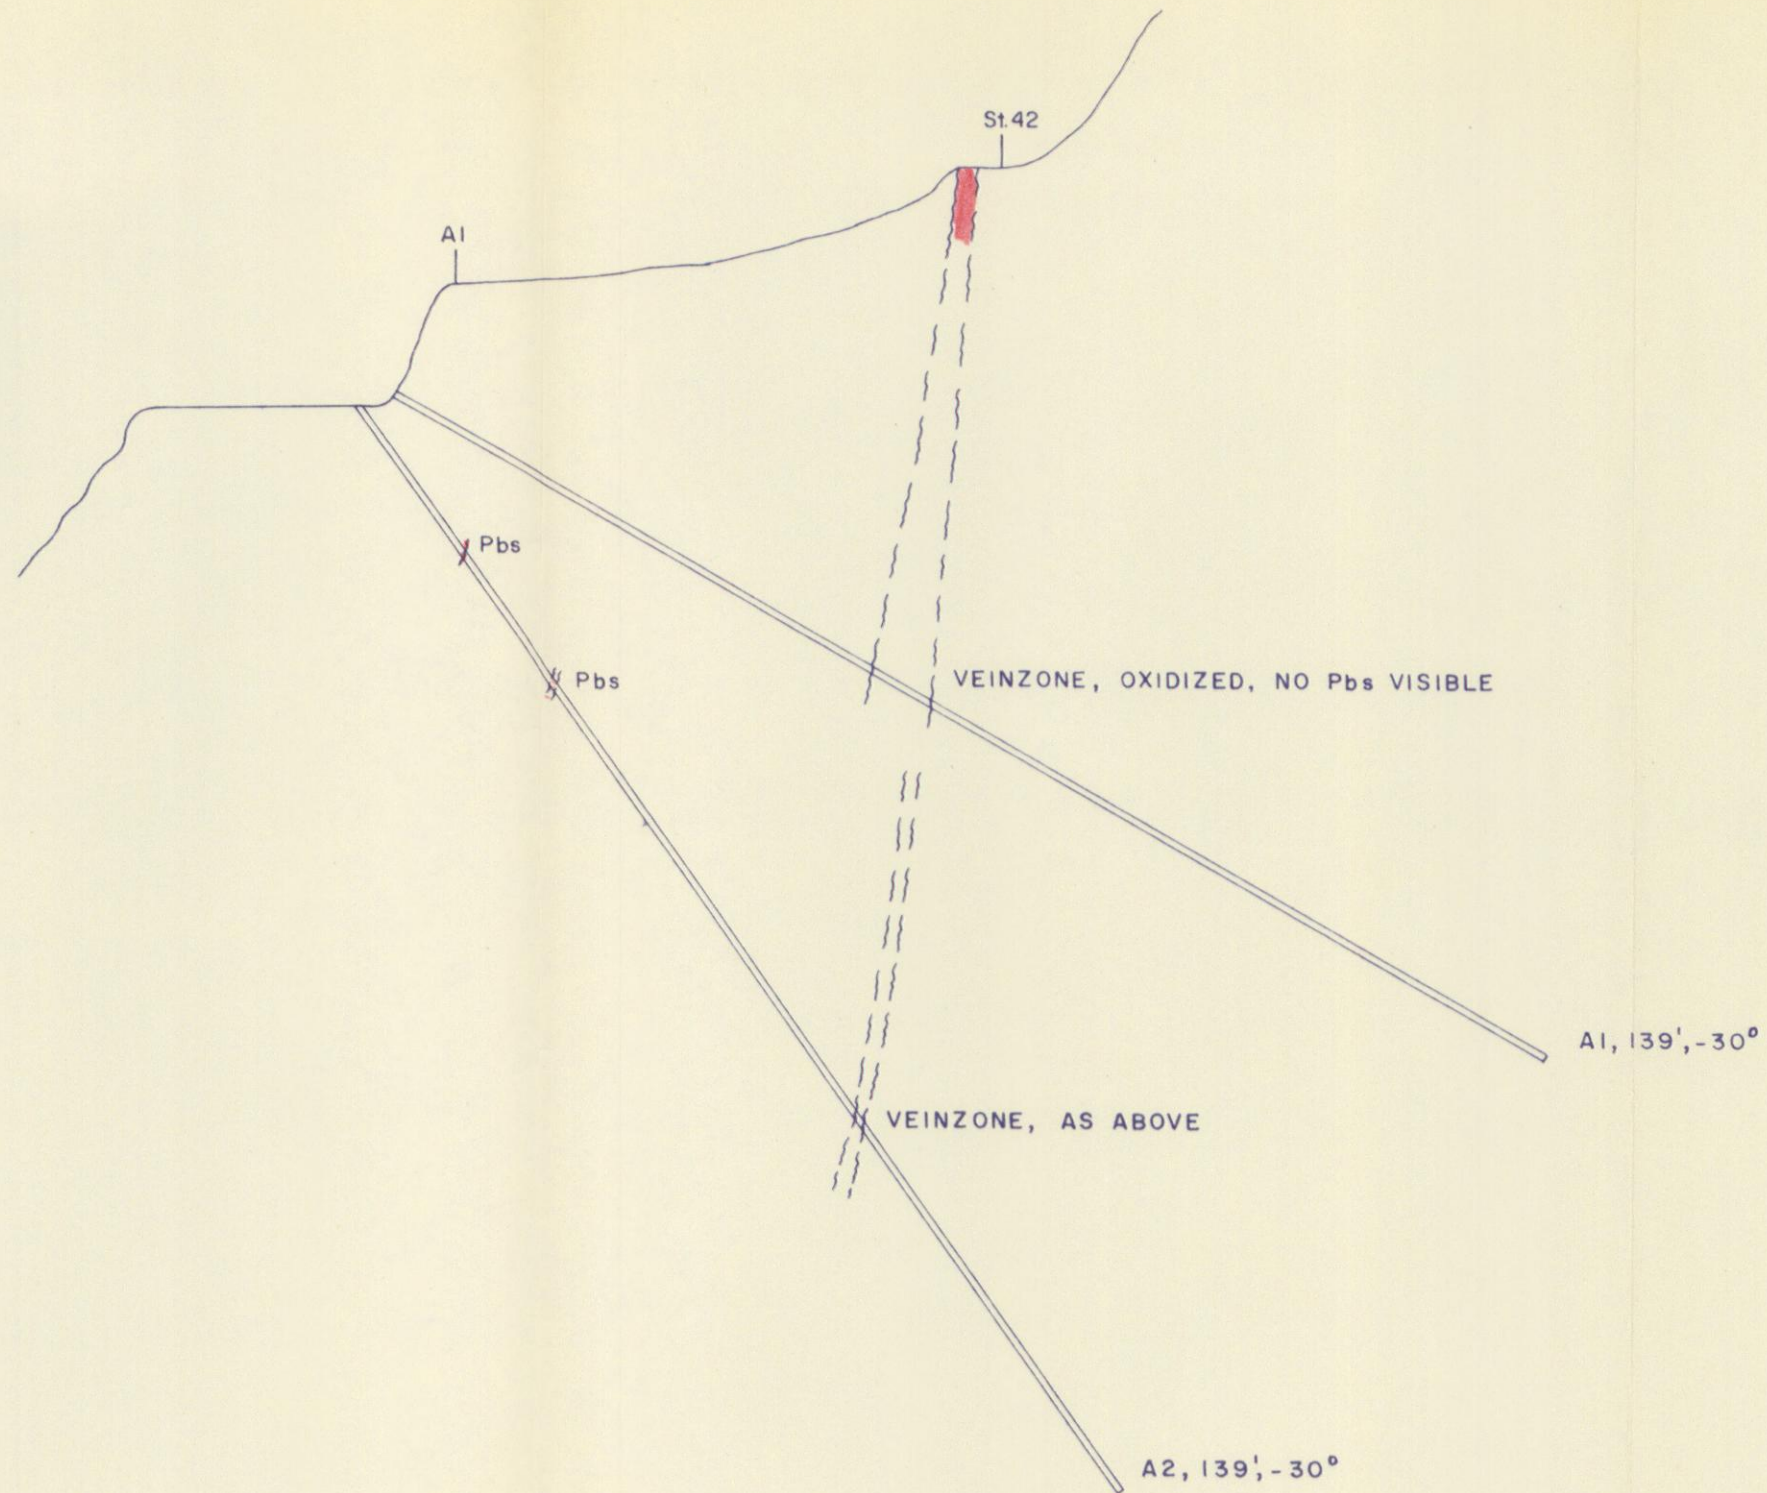 St.42
A1
Pbs
Pbs
VEINZONE, OXIDIZED, NO Pbs VISIBLE
A1, 139', -30°
VEINZONE, AS ABOVE
A2, 139', -30°